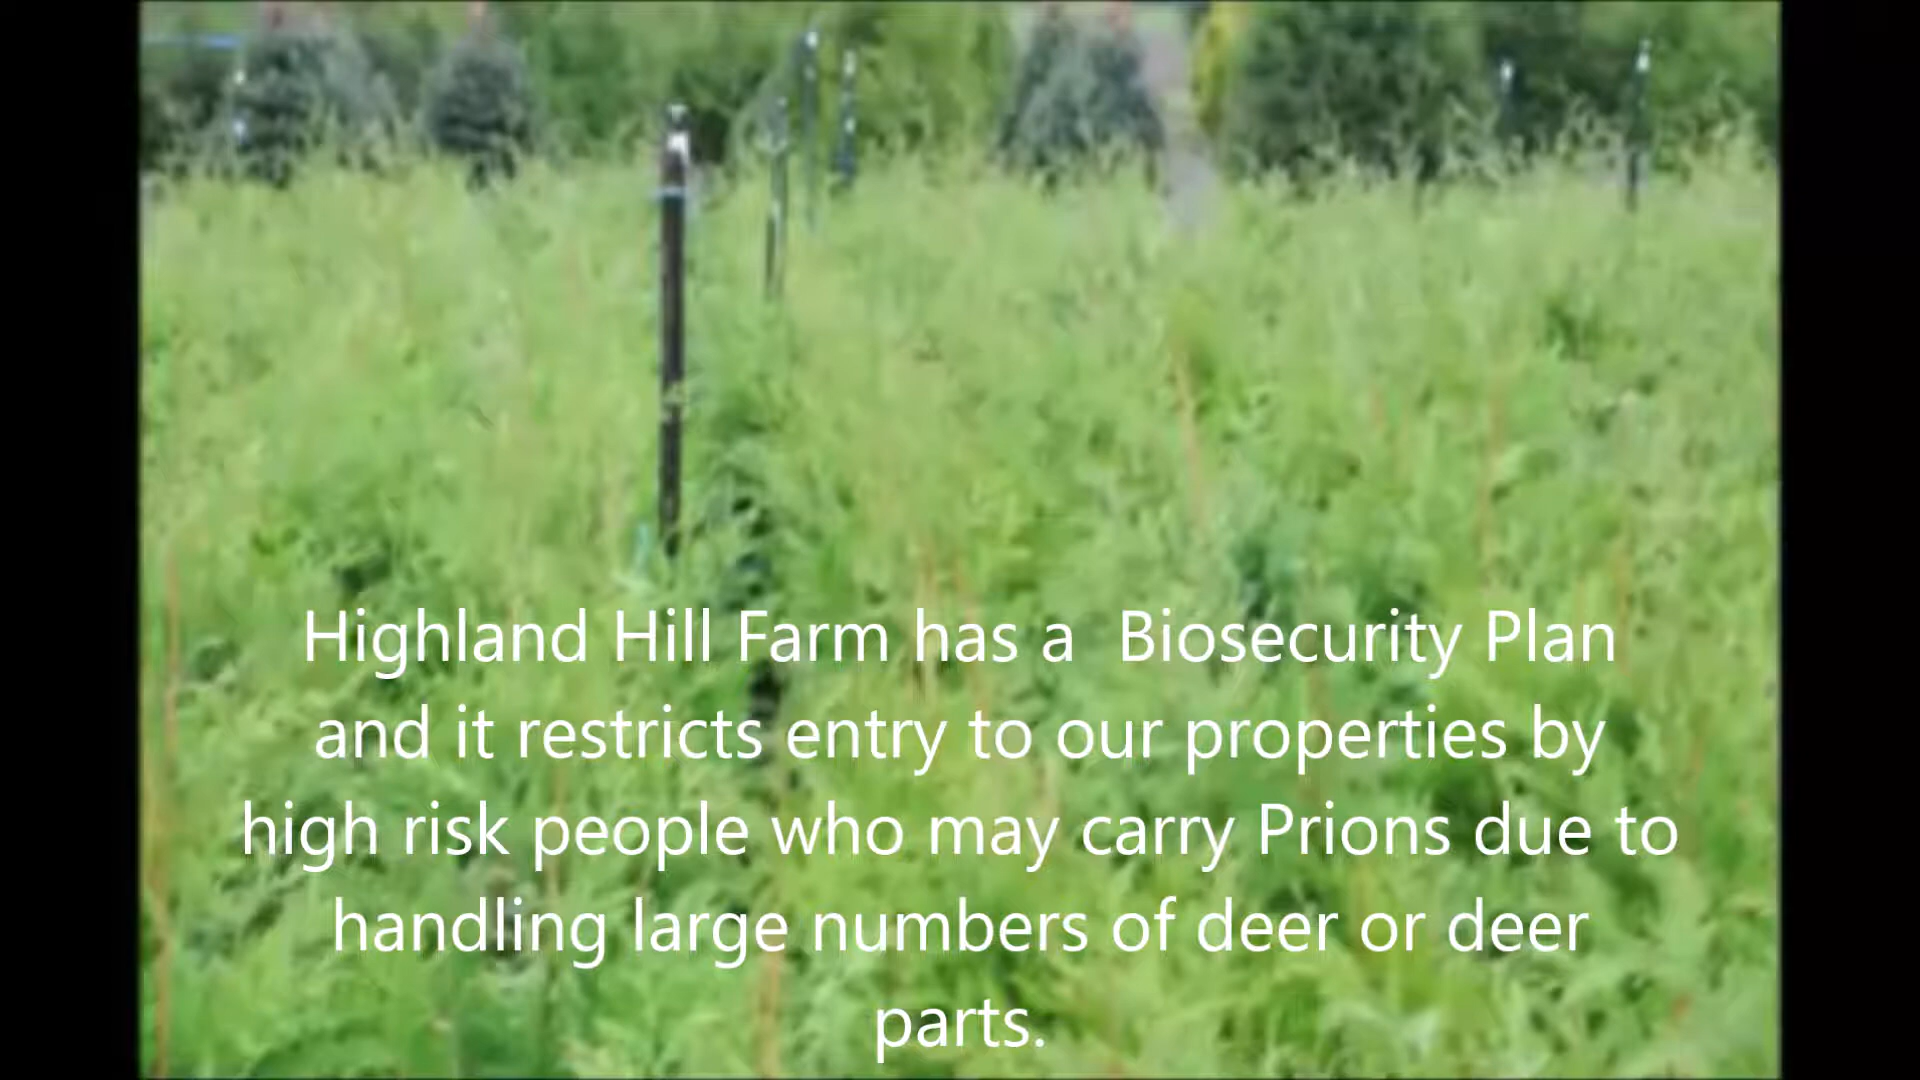 Highland Hill Farm has a  Biosecurity Plan
and it restricts entry to our properties by
high risk people who may carry Prions due to
handling large numbers of deer or deer
parts.